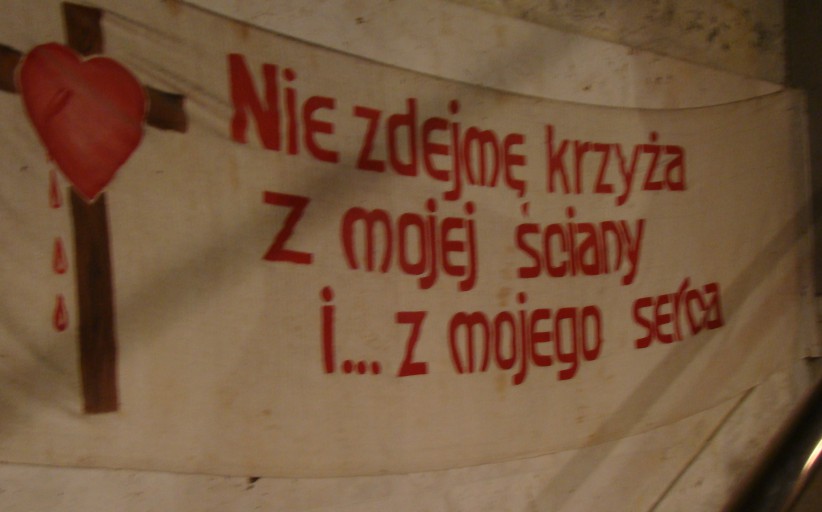 Nie zdejmę krzyża
z mojej ściany
i... z mojego serca